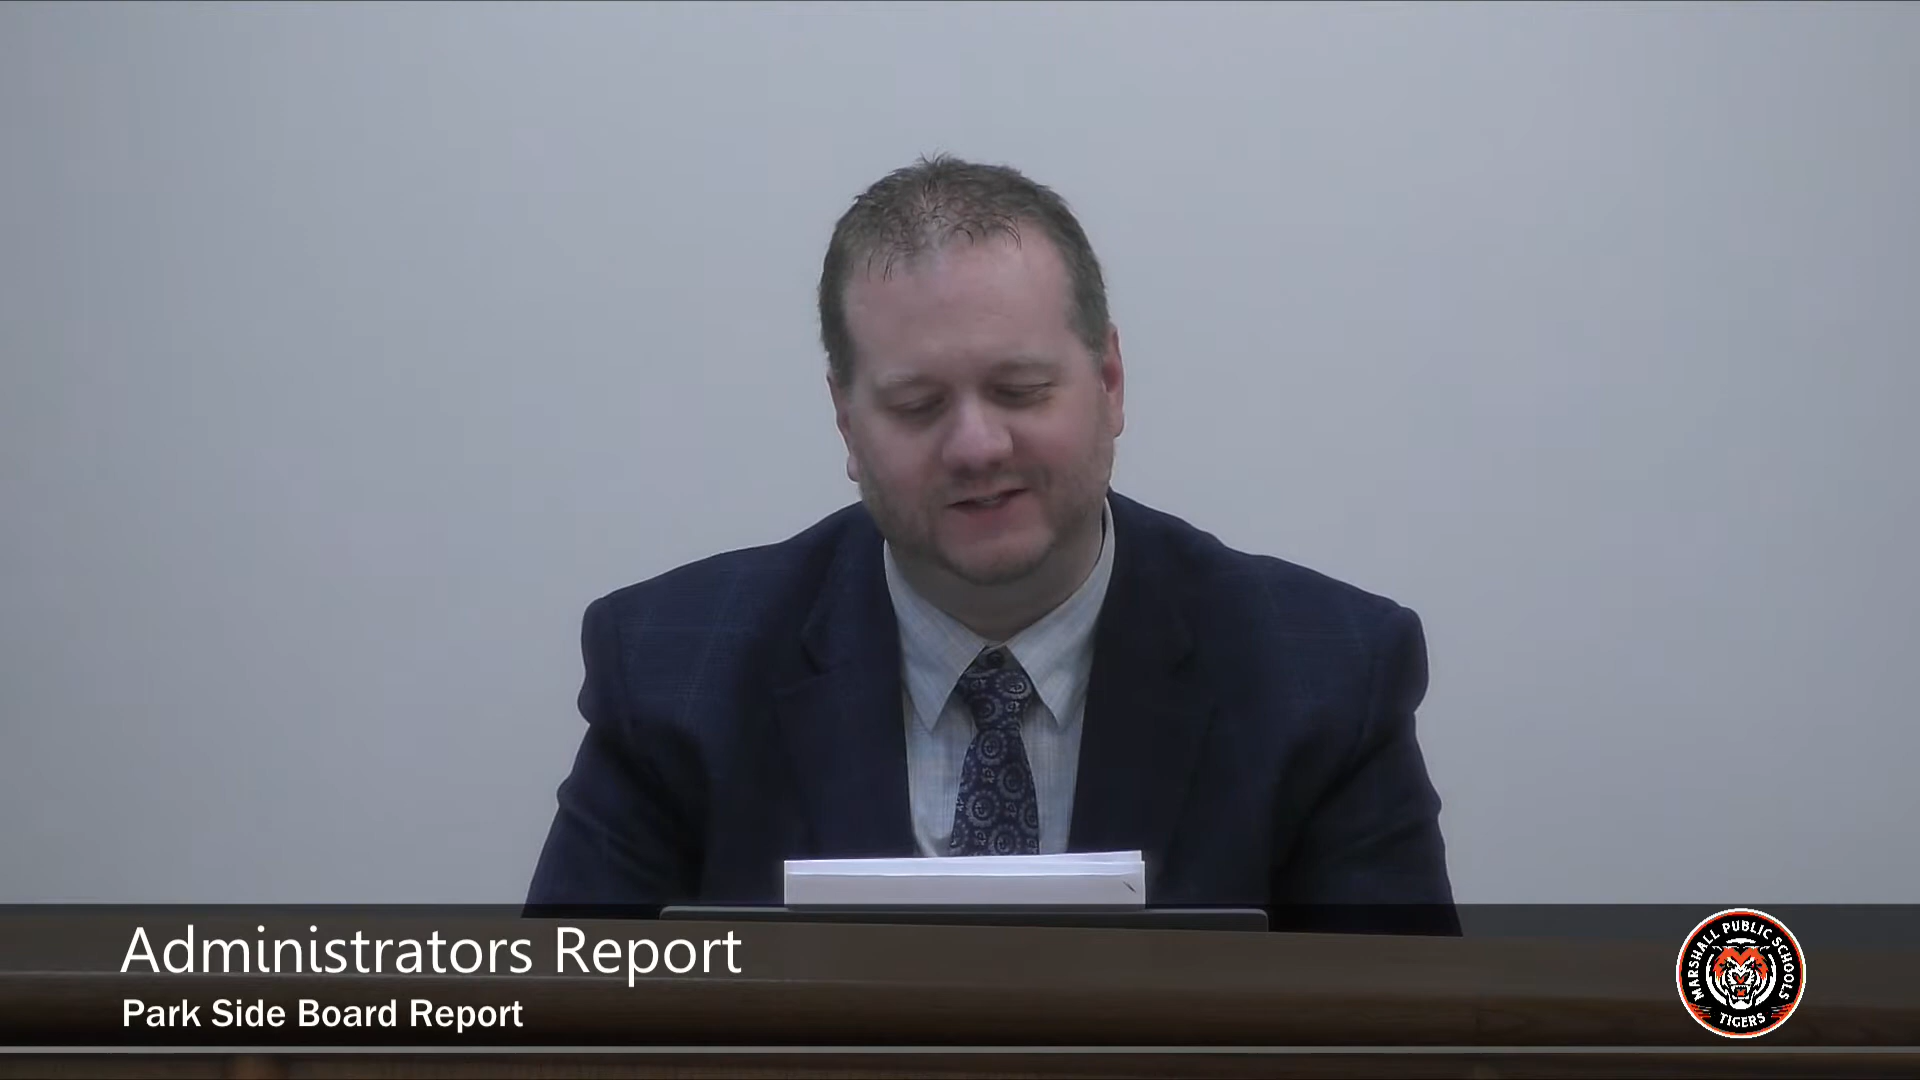 Administrators Report
Park Side Board Report
MARSHALL PUBLIC SCHOOLS
TIGERS